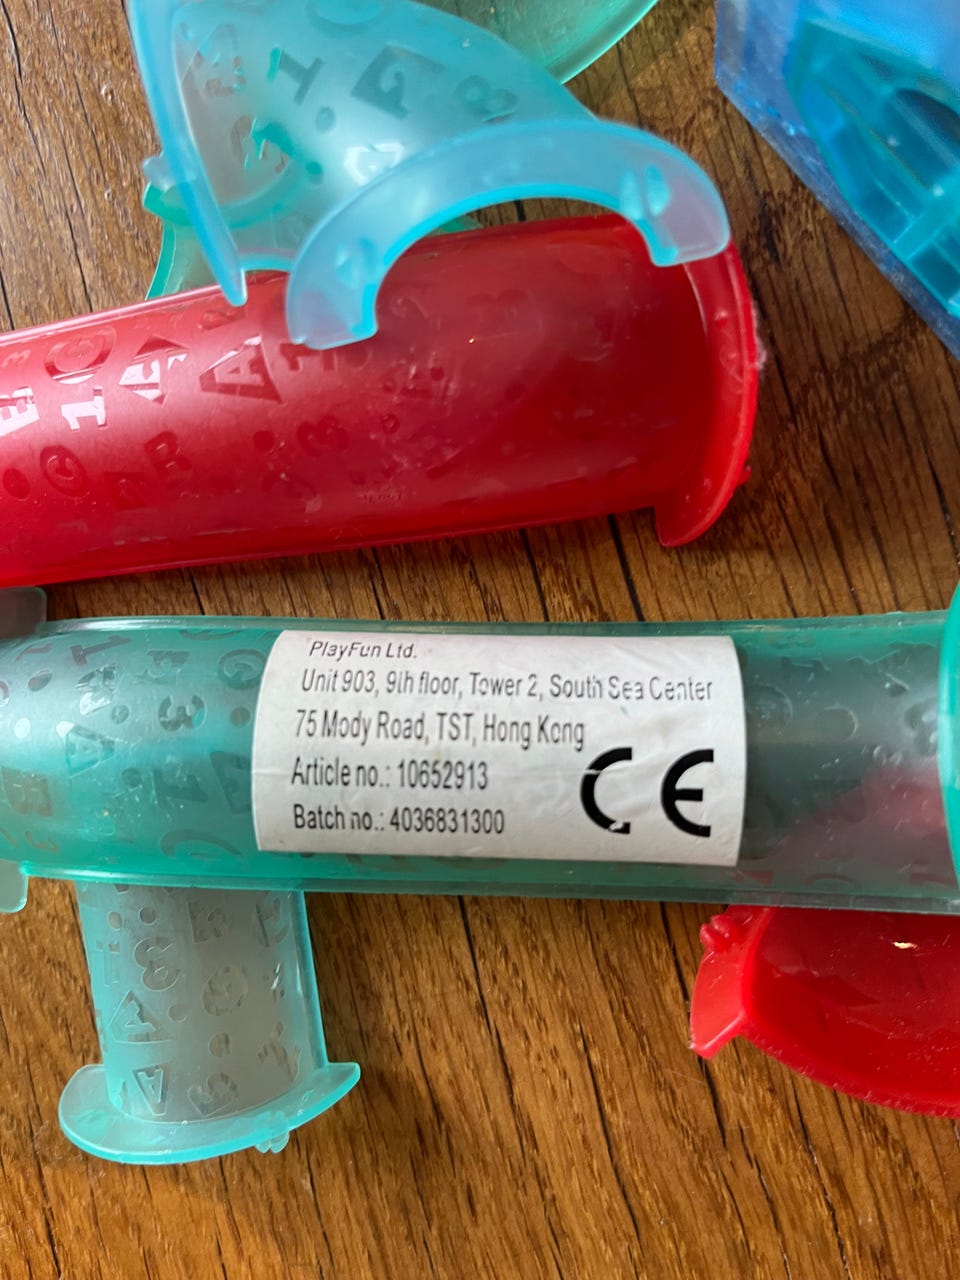 PlayFun Ltd.
Unit 903, 9th floor, Tower 2, South Sea Center
75 Mody Road, TST, Hong Kong
Article no.: 10652913
Batch no.: 4036831300
CE